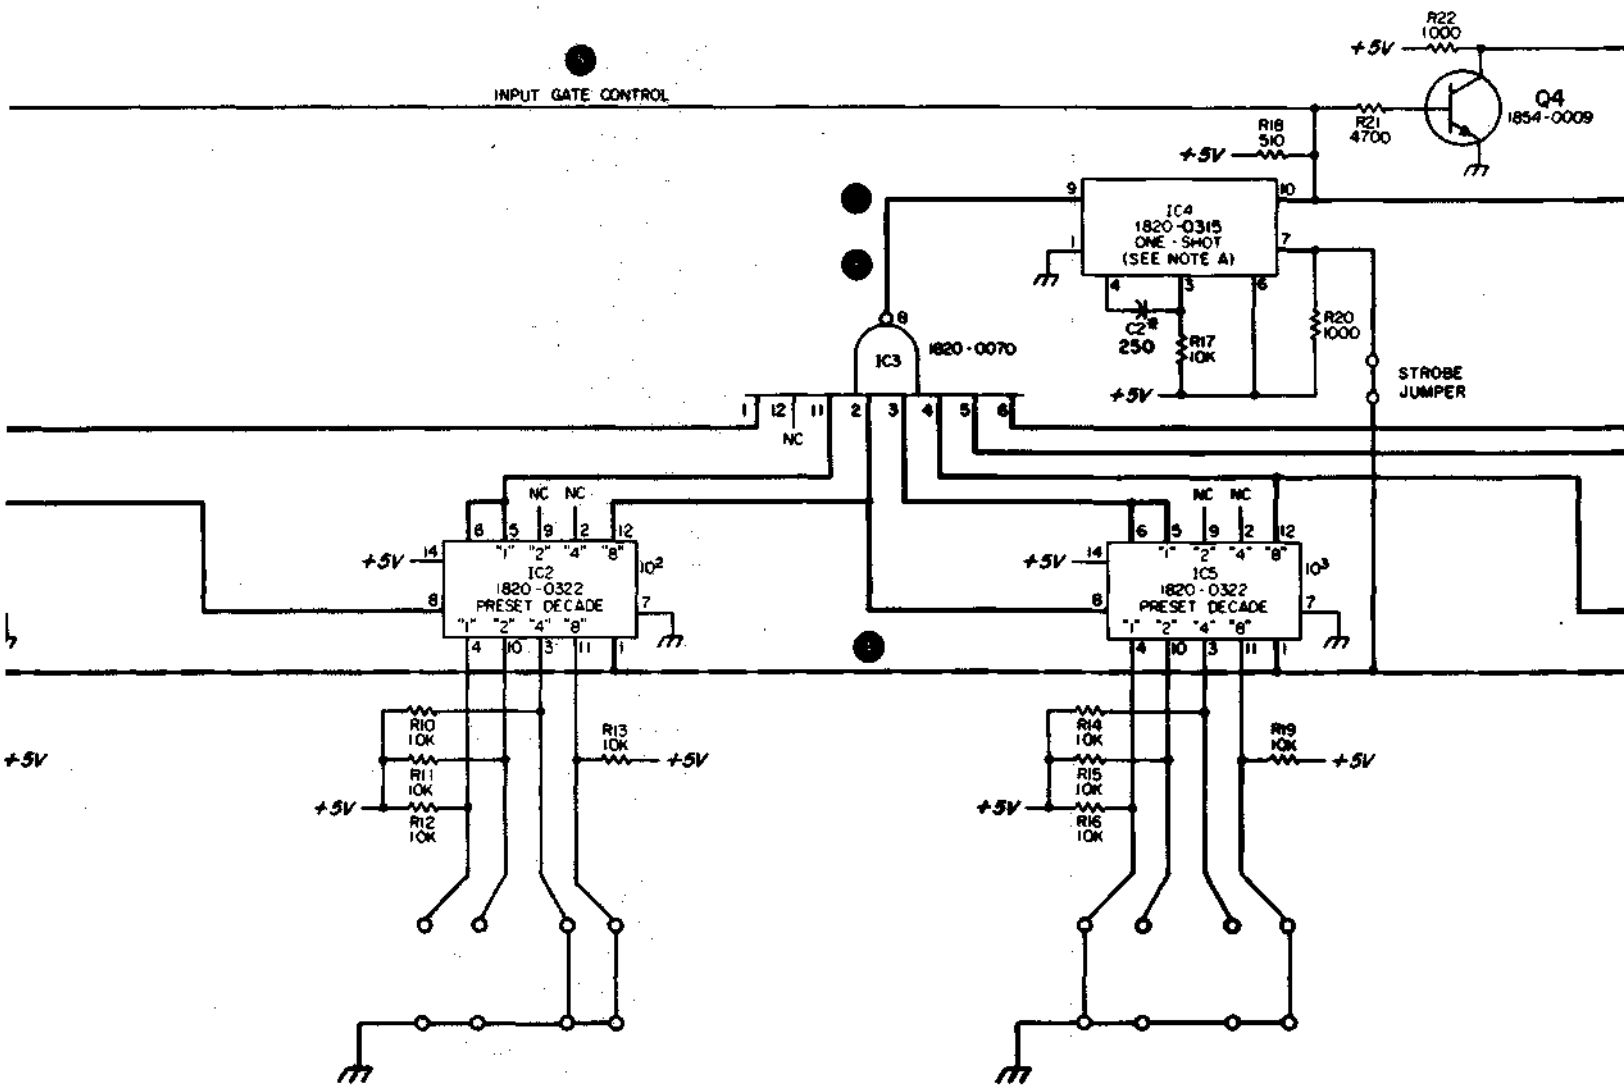 R22
1000
+5V
INPUT GATE CONTROL
Q4
1854-0009
R21
4700
R18
510
+5V
9
10
IC4
1820-0315
ONE-SHOT
(SEE NOTE A)
1
7
4
3
6
C2*
250
R17
10K
R20
1000
+5V
STROBE
JUMPER
8
IC3
1820-0070
1
12
11
2
3
4
5
6
NC
NC NC
6 5 9 2 12
"1" "2" "4" "8"
+5V
14
IC2
1820-0322
PRESET DECADE
10²
8
7
"1" "2" "4" "8"
4 10 3 11 1
NC NC
6 5 9 2 12
"1" "2" "4" "8"
+5V
14
IC5
1820-0322
PRESET DECADE
10³
8
7
"1" "2" "4" "8"
4 10 3 11 1
+5V
R10
10K
R11
10K
+5V
R12
10K
R13
10K
+5V
R14
10K
R15
10K
+5V
R16
10K
R19
10K
+5V